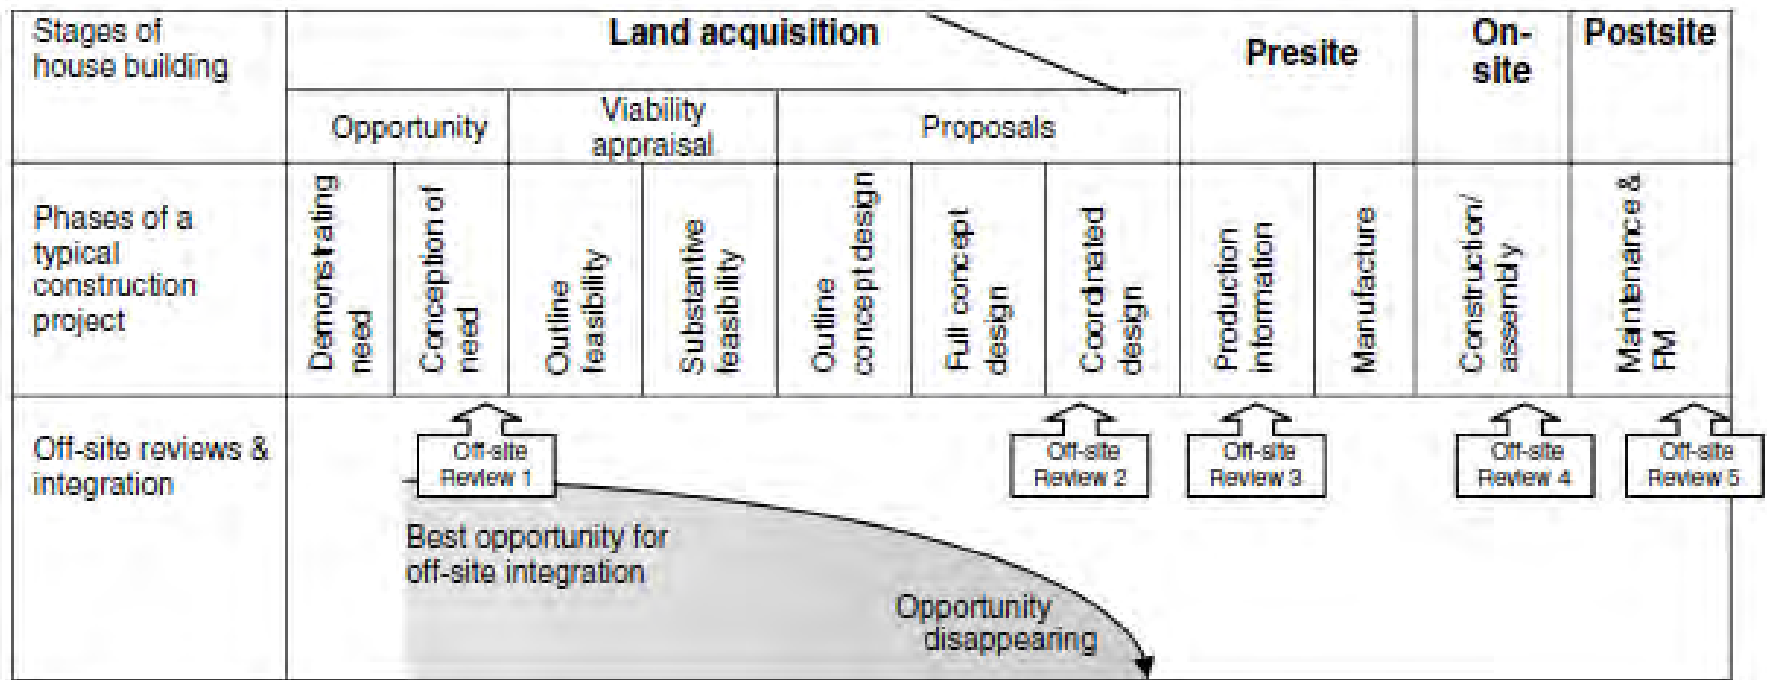 Stages of
house building
Land acquisition
Presite
On-
site
Postsite
Opportunity
Viability
appraisal
Proposals
Phases of a
typical
construction
project
Demonstrating
need
Conception of
need
Outline
feasibility
Substantive
feasibility
Outline
concept design
Full concept
design
Coordinated
design
Production
information
Manufacture
Construction/
assembly
Maintenance &
FM
Off-site reviews &
integration
Off-site
Review 1
Off-site
Review 2
Off-site
Review 3
Off-site
Review 4
Off-site
Review 5
Best opportunity for
off-site integration
Opportunity
disappearing